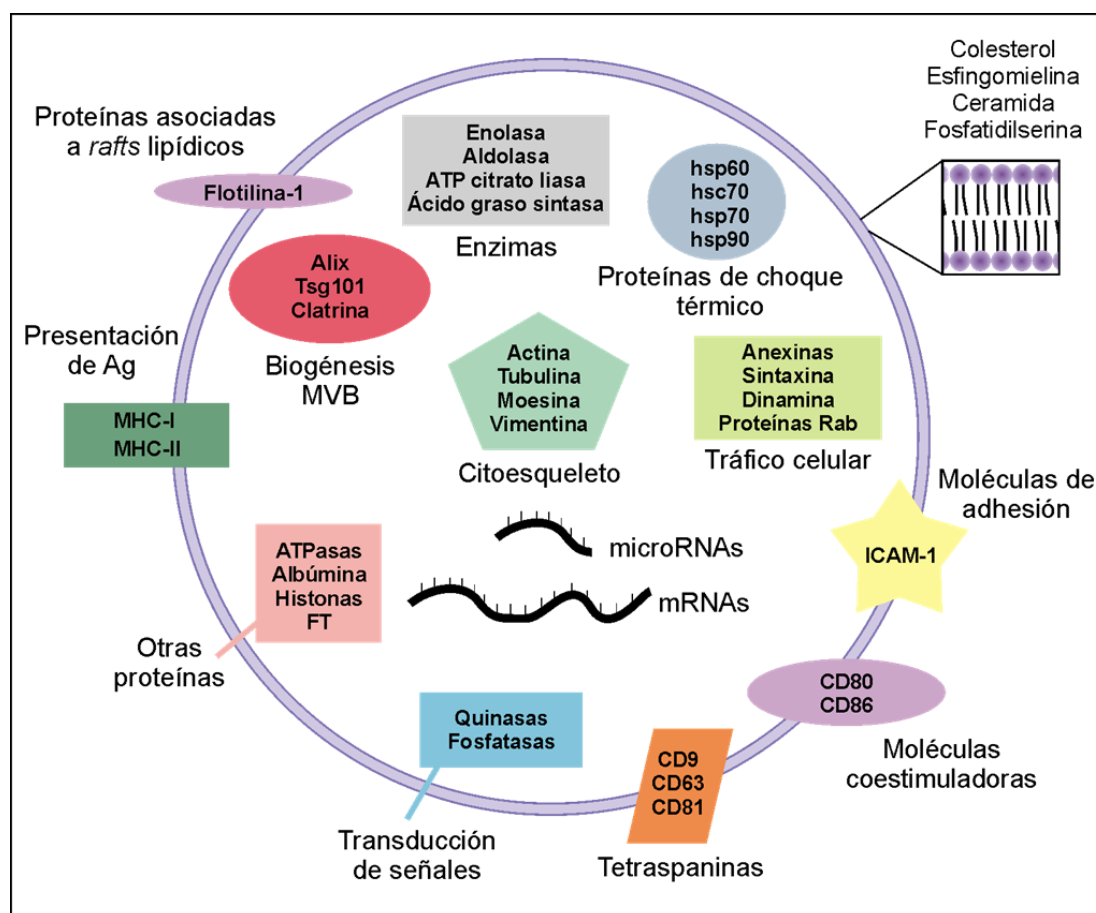 Colesterol
Esfingomielina
Ceramida
Fosfatidilserina
Proteínas asociadas
a rafts lipídicos
Flotilina-1
Enolasa
Aldolasa
ATP citrato liasa
Ácido graso sintasa
Enzimas
hsp60
hsc70
hsp70
hsp90
Proteínas de choque
térmico
Alix
Tsg101
Clatrina
Biogénesis
MVB
Presentación
de Ag
MHC-I
MHC-II
Actina
Tubulina
Moesina
Vimentina
Citoesqueleto
Anexinas
Sintaxina
Dinamina
Proteínas Rab
Tráfico celular
Moléculas de
adhesión
ICAM-1
microRNAs
mRNAs
ATPasas
Albúmina
Histonas
FT
Otras
proteínas
Quinasas
Fosfatasas
Transducción
de señales
CD9
CD63
CD81
Tetraspaninas
CD80
CD86
Moléculas
coestimuladoras